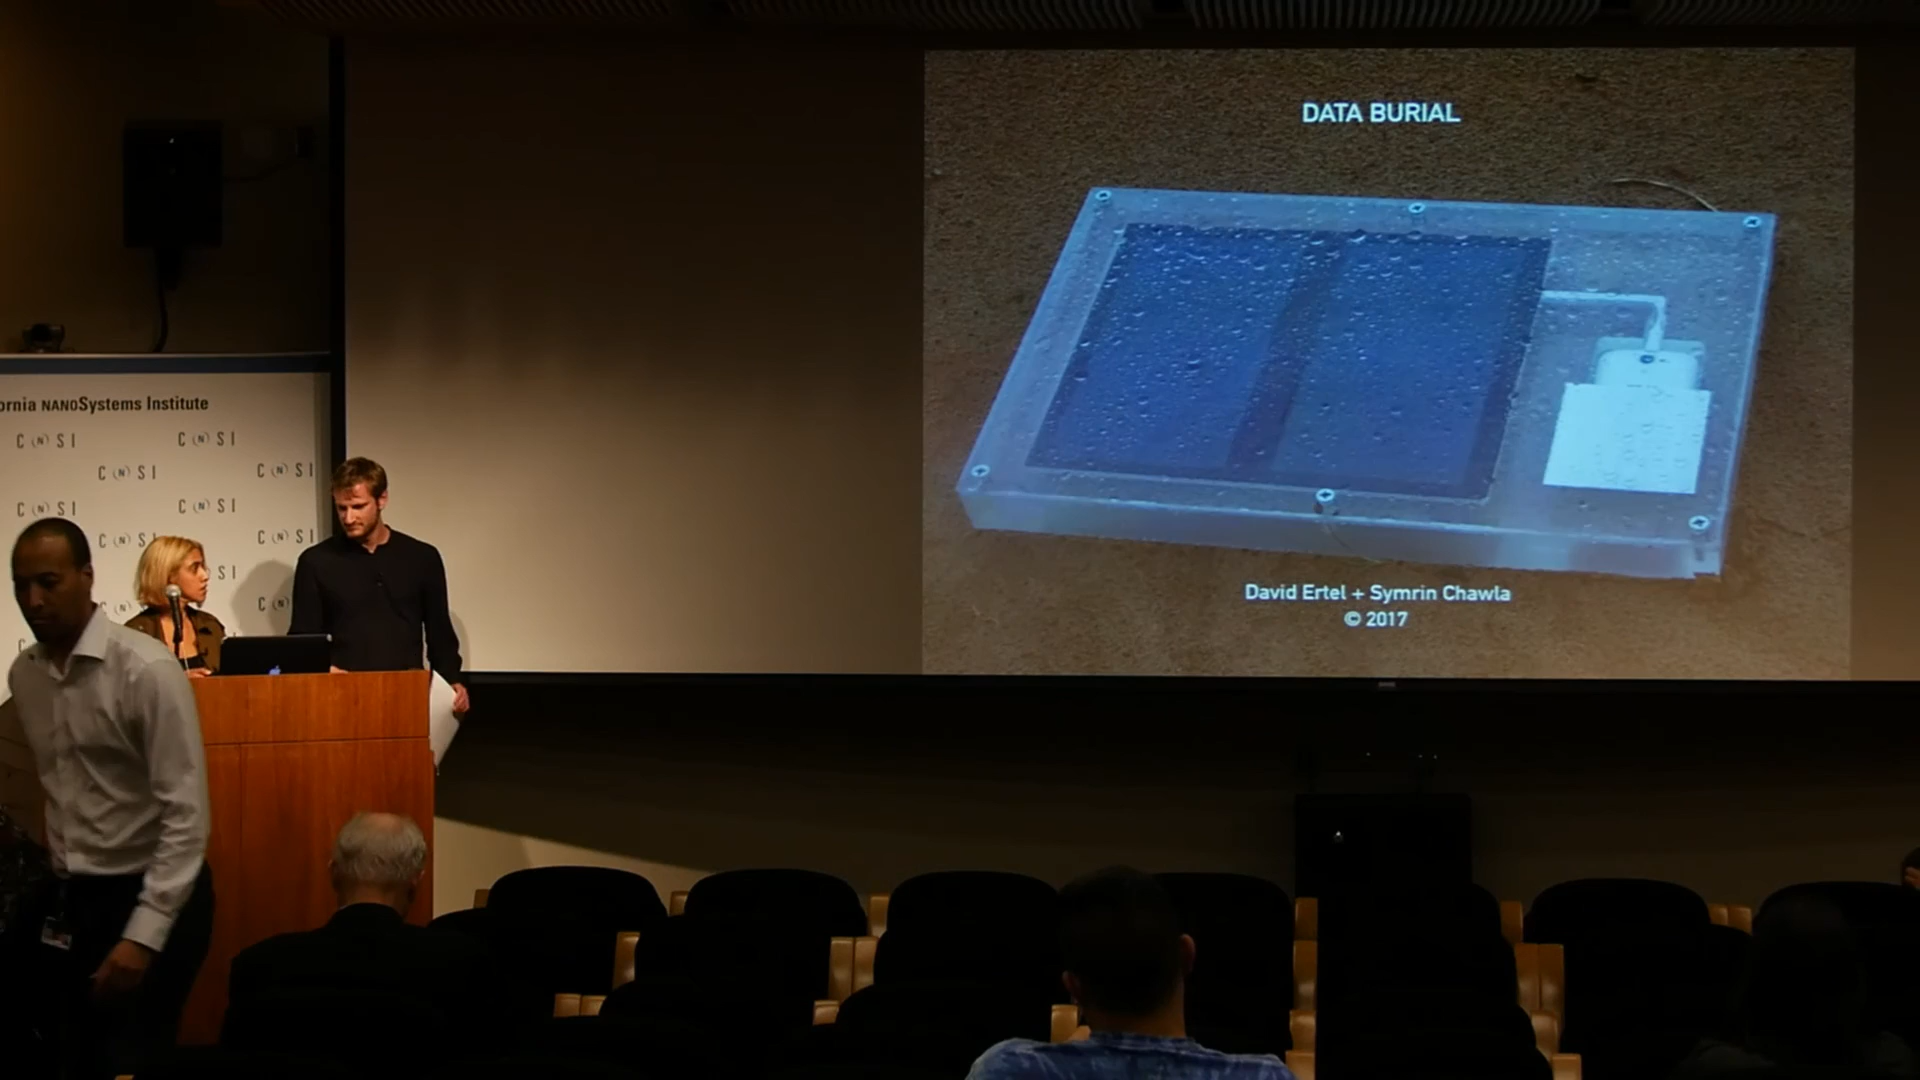 DATA BURIAL
David Ertel + Symrin Chawla
© 2017
ornia NANOSystems Institute
C N S I
C N S I
C N S I
C N S I
C N S I
C N S I
C N S I
C N S
C N S I
S I
C N